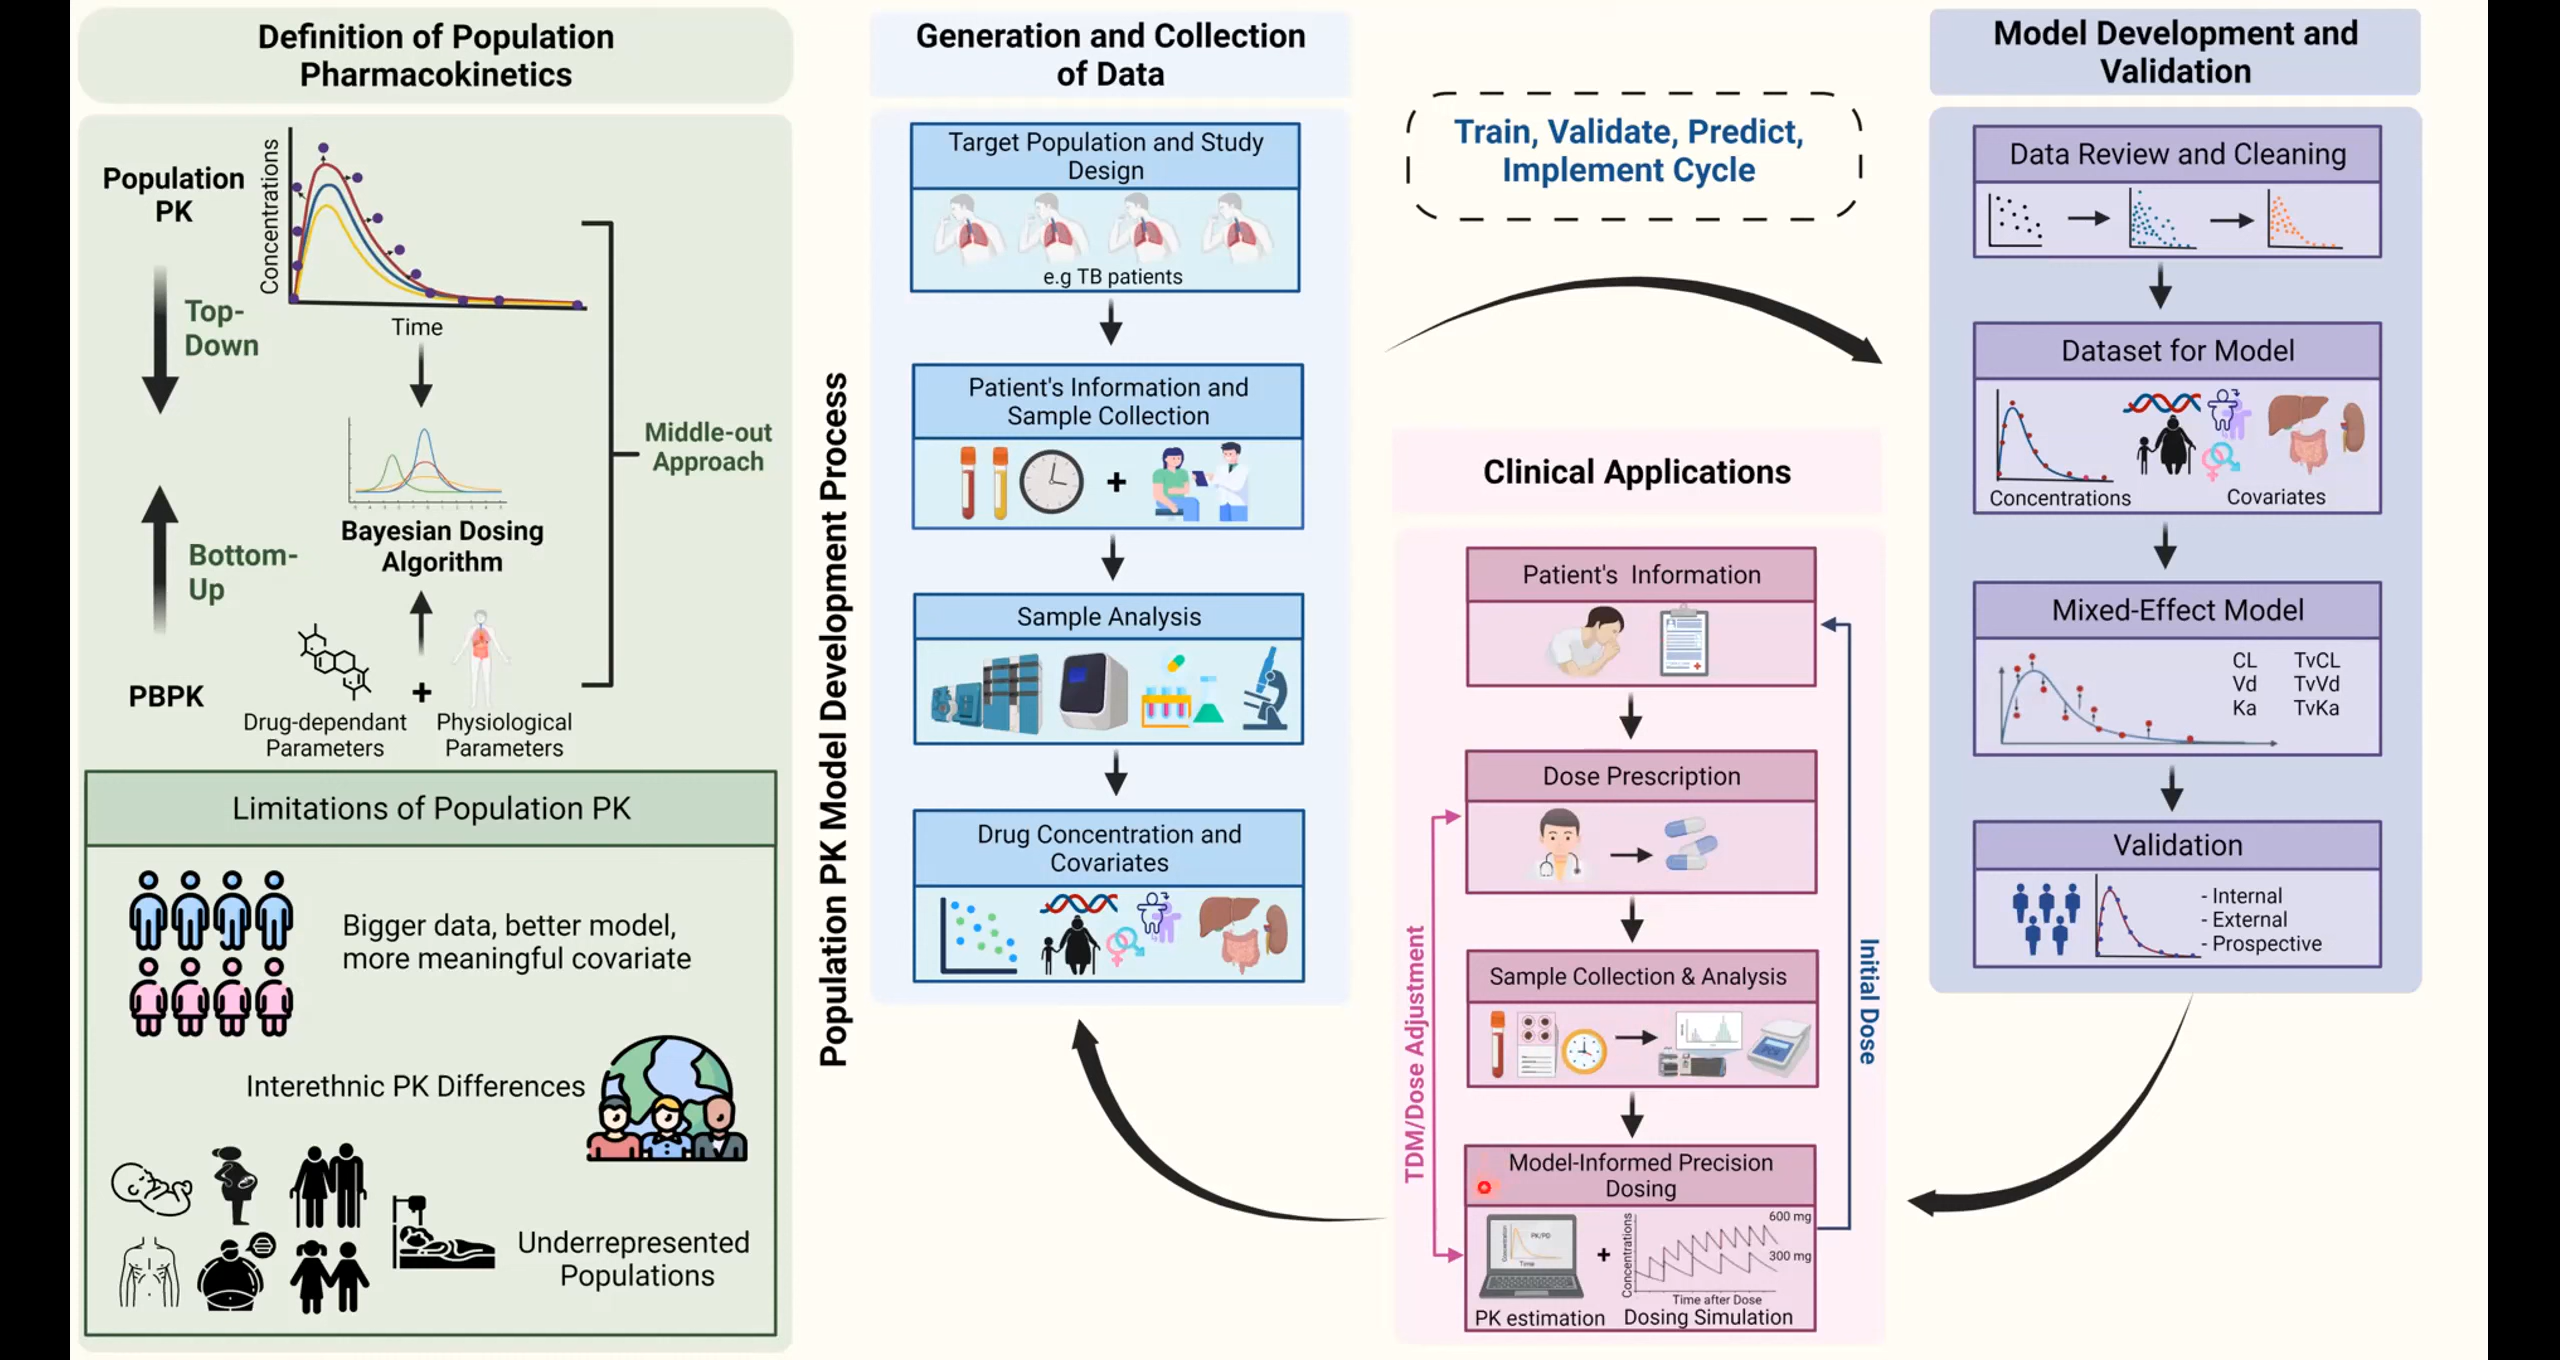 Definition of Population
Pharmacokinetics
Population
PK
Concentrations
Time
Top-
Down
Bottom-
Up
Middle-out
Approach
Bayesian Dosing
Algorithm
PBPK
+
Drug-dependant
Parameters
Physiological
Parameters
Limitations of Population PK
Bigger data, better model,
more meaningful covariate
Interethnic PK Differences
Underrepresented
Populations
Population PK Model Development Process
Generation and Collection
of Data
Target Population and Study
Design
e.g TB patients
Patient's Information and
Sample Collection
+
Sample Analysis
Drug Concentration and
Covariates
Train, Validate, Predict,
Implement Cycle
Clinical Applications
Patient's Information
Dose Prescription
Sample Collection & Analysis
Model-Informed Precision
Dosing
Concentration
PK/PD
Time
+
Concentrations
600 mg
300 mg
Time after Dose
PK estimation
Dosing Simulation
TDM/Dose Adjustment
Initial Dose
Model Development and
Validation
Data Review and Cleaning
Dataset for Model
Concentrations
Covariates
Mixed-Effect Model
CL TvCL
Vd TvVd
Ka TvKa
Validation
- Internal
- External
- Prospective